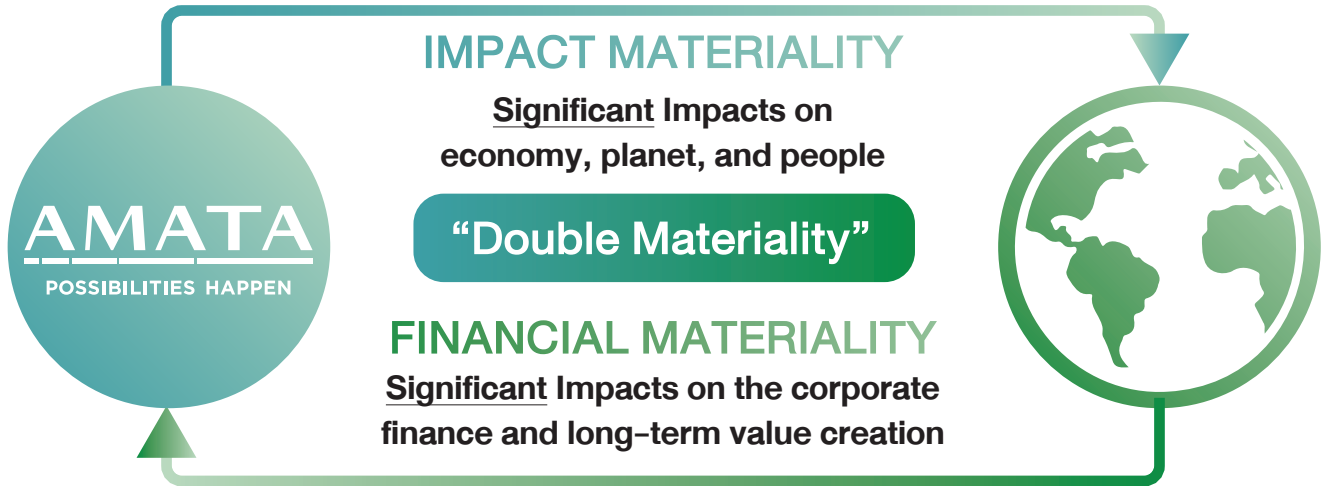 IMPACT MATERIALITY
Significant Impacts on
economy, planet, and people
AMATA
POSSIBILITIES HAPPEN
“Double Materiality”
FINANCIAL MATERIALITY
Significant Impacts on the corporate
finance and long–term value creation